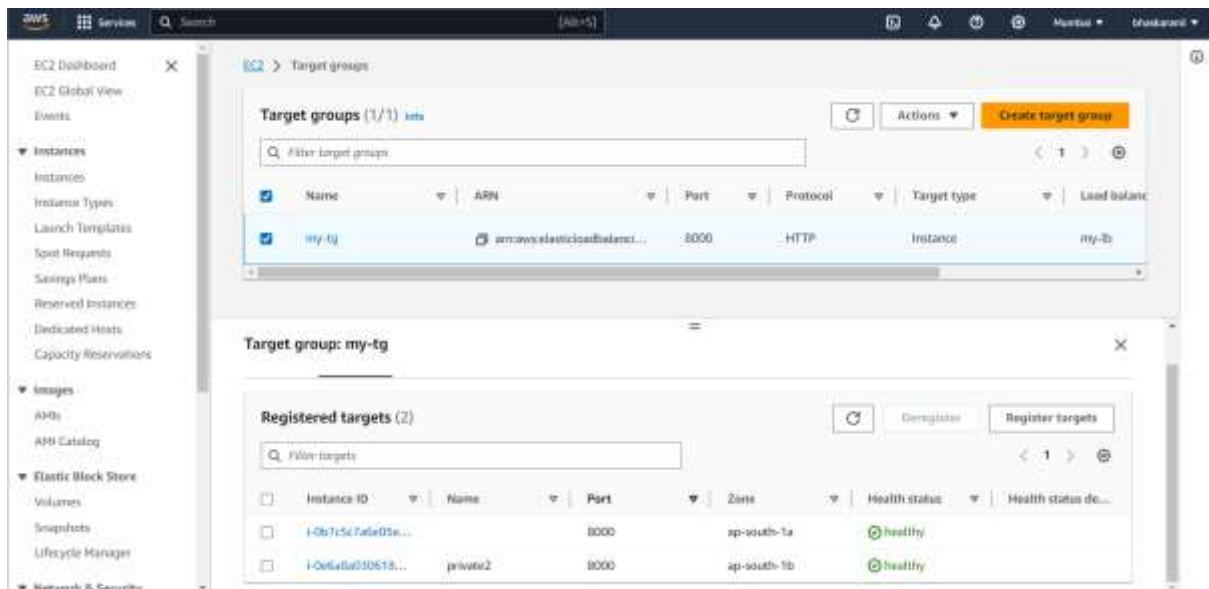 aws Services Search [Alt+S] Mumbai bhaskaranil
EC2 Dashboard
EC2 Global View
Events
Instances
Instances
Instance Types
Launch Templates
Spot Requests
Savings Plans
Reserved Instances
Dedicated Hosts
Capacity Reservations
Images
AMIs
AMI Catalog
Elastic Block Store
Volumes
Snapshots
Lifecycle Manager
Network & Security
EC2 > Target groups
Target groups (1/1) Info Actions Create target group
Filter target groups
1
Name ARN Port Protocol Target type Load balanc
my-tg arn:aws:elasticloadbalanci... 8000 HTTP Instance my-lb
Target group: my-tg
Registered targets (2) Deregister Register targets
Filter targets
1
Instance ID Name Port Zone Health status Health status de...
8000 ap-south-1a healthy
private2 8000 ap-south-1b healthy